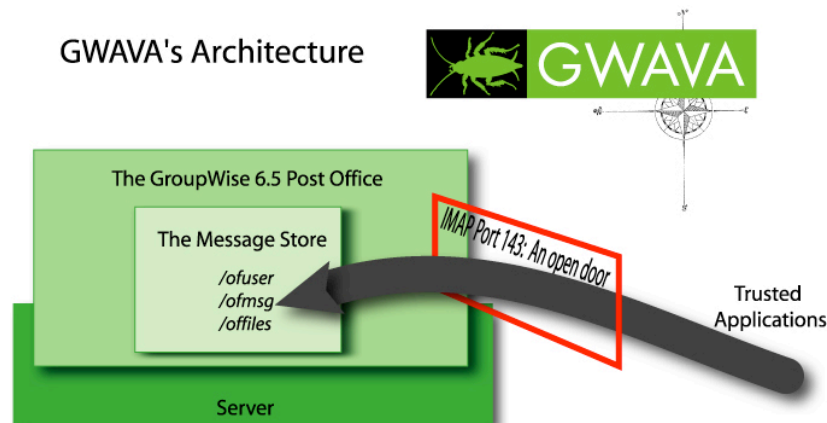 GWAVA's Architecture
GWAVA
The GroupWise 6.5 Post Office
The Message Store
/ofuser
/ofmsg
/offiles
IMAP Port 143: An open door
Trusted
Applications
Server